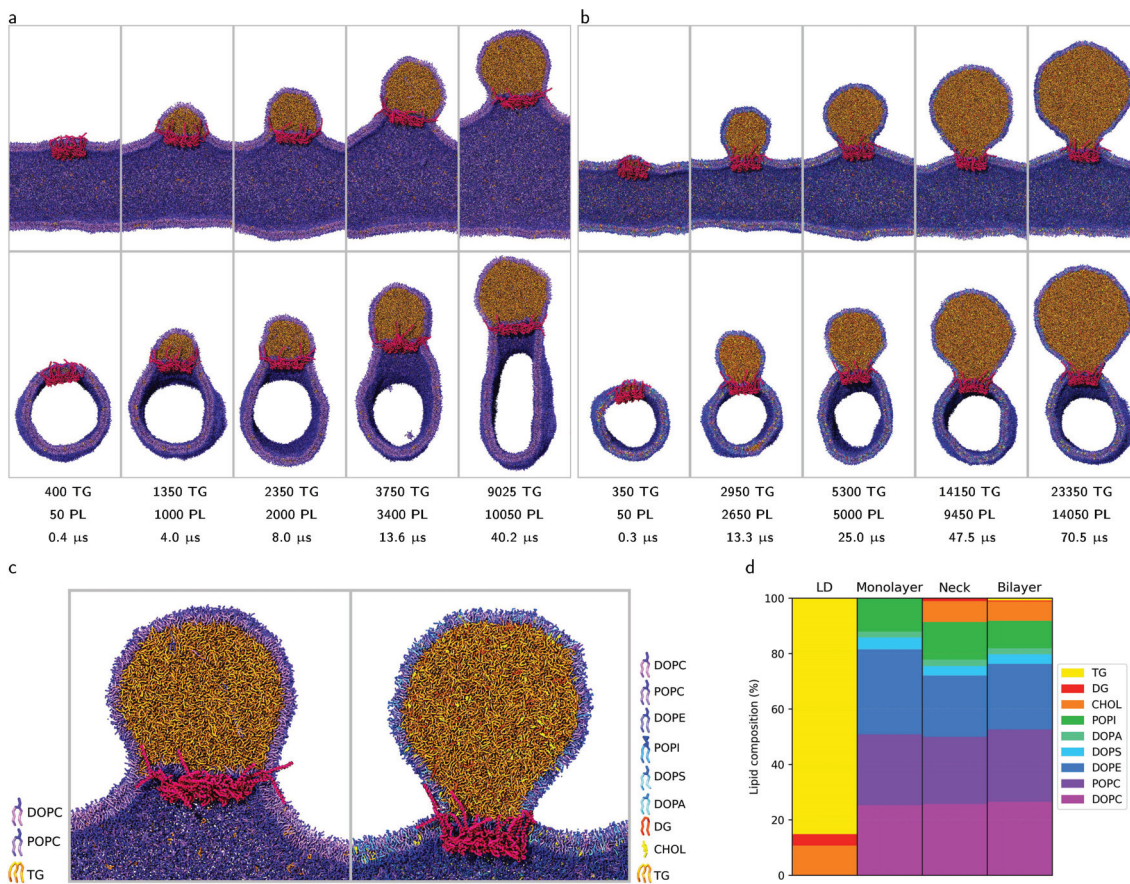 a
b
400 TG 1350 TG 2350 TG 3750 TG 9025 TG 350 TG 2950 TG 5300 TG 14150 TG 23350 TG
50 PL 1000 PL 2000 PL 3400 PL 10050 PL 50 PL 2650 PL 5000 PL 9450 PL 14050 PL
0.4 μs 4.0 μs 8.0 μs 13.6 μs 40.2 μs 0.3 μs 13.3 μs 25.0 μs 47.5 μs 70.5 μs
c
DOPC
POPC
TG
DOPC
POPC
DOPE
POPI
DOPS
DOPA
DG
CHOL
TG
d
LD Monolayer Neck Bilayer
Lipid composition (%)
100
80
60
40
20
0
TG
DG
CHOL
POPI
DOPA
DOPS
DOPE
POPC
DOPC